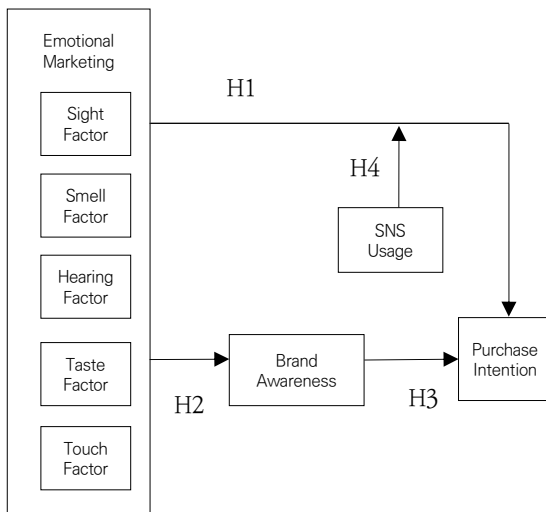 Emotional
Marketing
H1
Sight
Factor
H4
Smell
Factor
SNS
Usage
Hearing
Factor
Taste
Factor
H2
Brand
Awareness
H3
Purchase
Intention
Touch
Factor